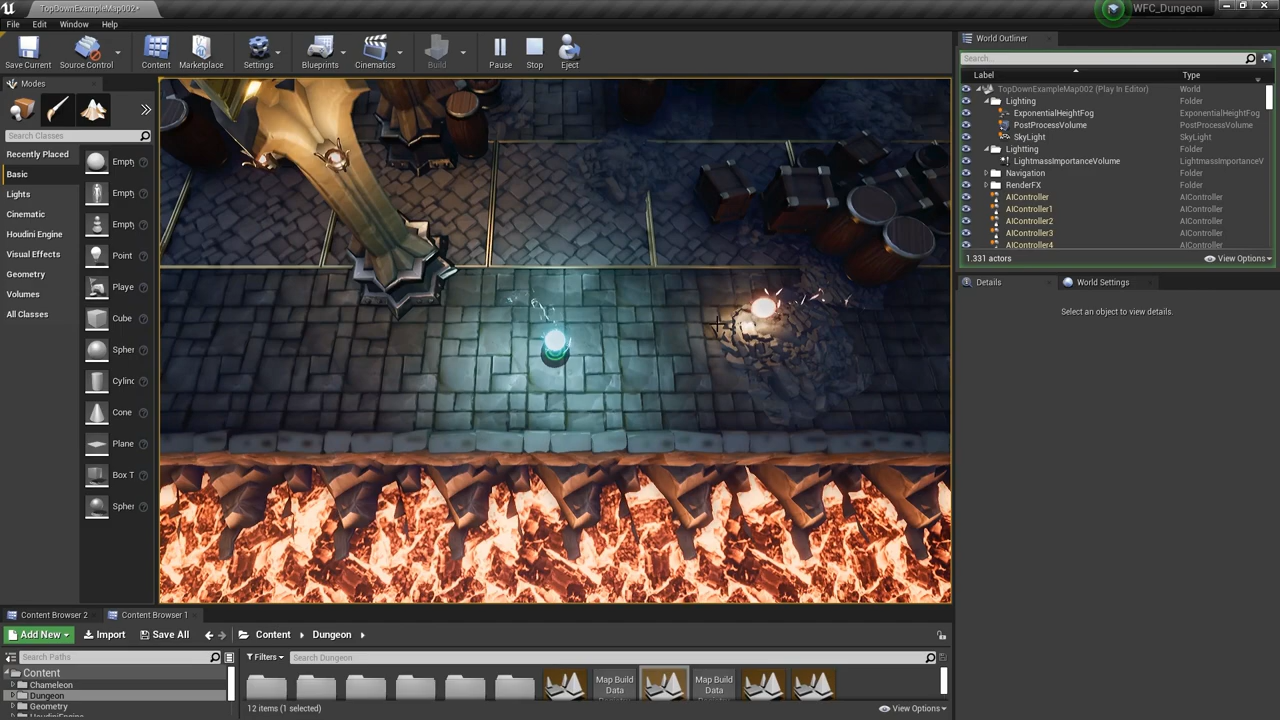 TopDownExampleMap002*
WFC_Dungeon
File Edit Window Help
Save Current
Source Control
Content
Marketplace
Settings
Blueprints
Cinematics
Build
Pause
Stop
Eject
Modes
Search Classes
Recently Placed
Basic
Lights
Cinematic
Houdini Engine
Visual Effects
Geometry
Volumes
All Classes
Empt
Empt
Empt
Point
Playe
Cube
Spher
Cylinc
Cone
Plane
Box T
Spher
World Outliner
Search...
Label Type
TopDownExampleMap002 (Play In Editor) World
Lighting Folder
ExponentialHeightFog ExponentialHeightFog
PostProcessVolume PostProcessVolume
SkyLight SkyLight
Lightting Folder
LightmassImportanceVolume LightmassImportanceV
Navigation Folder
RenderFX Folder
AIController AIController
AIController1 AIController
AIController2 AIController
AIController3 AIController
AIController4 AIController
1.331 actors View Options
Details World Settings
Select an object to view details.
Content Browser 2 Content Browser 1
Add New Import Save All Content Dungeon
Search Paths
Filters Search Dungeon
Content
Chameleon
Dungeon
Geometry
HoudiniEngine
Map Build
Data
Map Build
Data
12 items (1 selected) View Options